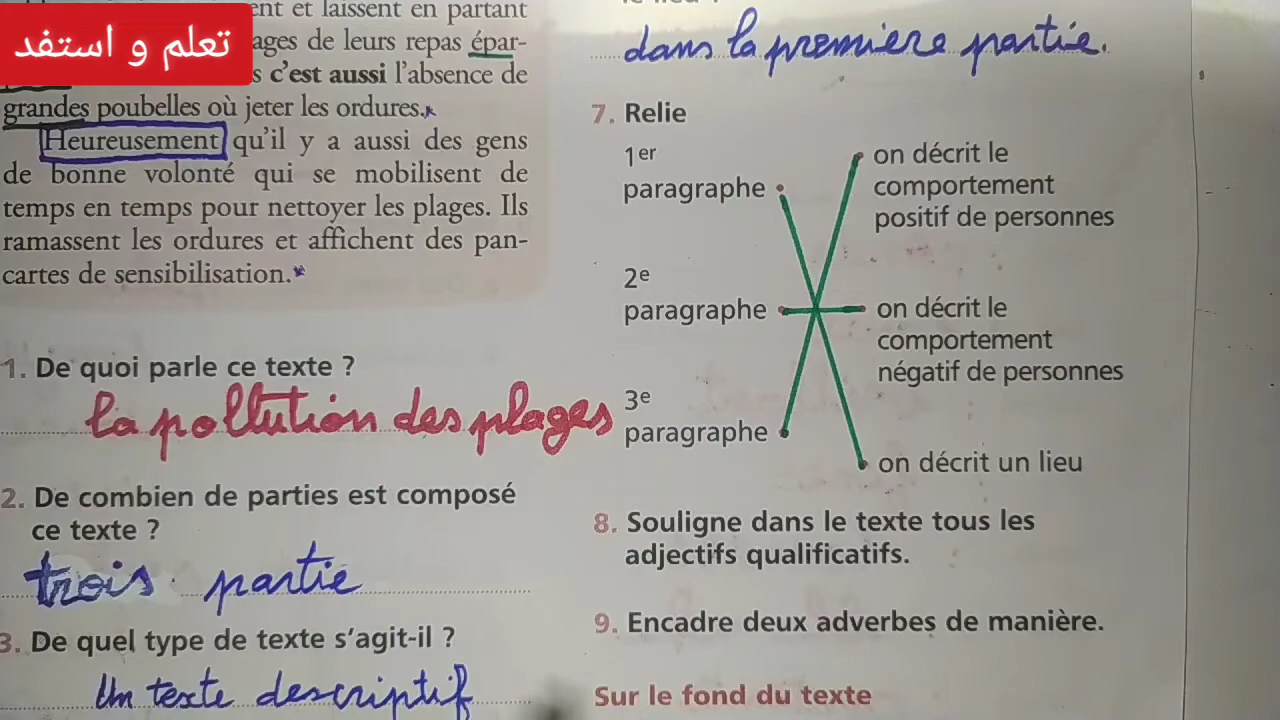 تعلم و استفد
ent et laissent en partant
ages de leurs repas épar-
s c'est aussi l'absence de
grandes poubelles où jeter les ordures.
Heureusement qu'il y a aussi des gens
de bonne volonté qui se mobilisent de
temps en temps pour nettoyer les plages. Ils
ramassent les ordures et affichent des pan-
cartes de sensibilisation.
1. De quoi parle ce texte ?
la pollution des plages
2. De combien de parties est composé
ce texte ?
trois partie
3. De quel type de texte s'agit-il ?
Un texte descriptif
dans la première partie.
7. Relie
1er
paragraphe
on décrit le
comportement
positif de personnes
2e
paragraphe
on décrit le
comportement
négatif de personnes
3e
paragraphe
on décrit un lieu
8. Souligne dans le texte tous les
adjectifs qualificatifs.
9. Encadre deux adverbes de manière.
Sur le fond du texte